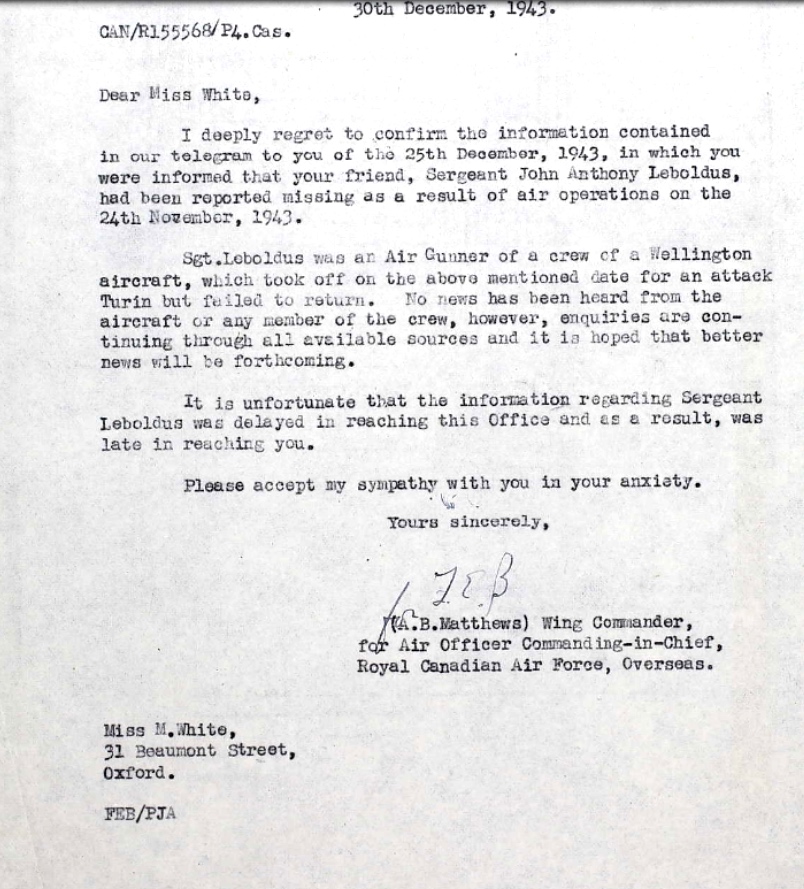 30th December, 1943.
CAN/R155568/P4.Cas.
Dear Miss White,
I deeply regret to confirm the information contained
in our telegram to you of the 25th December, 1943, in which you
were informed that your friend, Sergeant John Anthony Leboldus,
had been reported missing as a result of air operations on the
24th November, 1943.
Sgt.Leboldus was an Air Gunner of a crew of a Wellington
aircraft, which took off on the above mentioned date for an attack
Turin but failed to return. No news has been heard from the
aircraft or any member of the crew, however, enquiries are con-
tinuing through all available sources and it is hoped that better
news will be forthcoming.
It is unfortunate that the information regarding Sergeant
Leboldus was delayed in reaching this Office and as a result, was
late in reaching you.
Please accept my sympathy with you in your anxiety.
Yours sincerely,
F.E.B
for (A.B.Matthews) Wing Commander,
for Air Officer Commanding-in-Chief,
Royal Canadian Air Force, Overseas.
Miss M.White,
31 Beaumont Street,
Oxford.
FEB/PJA